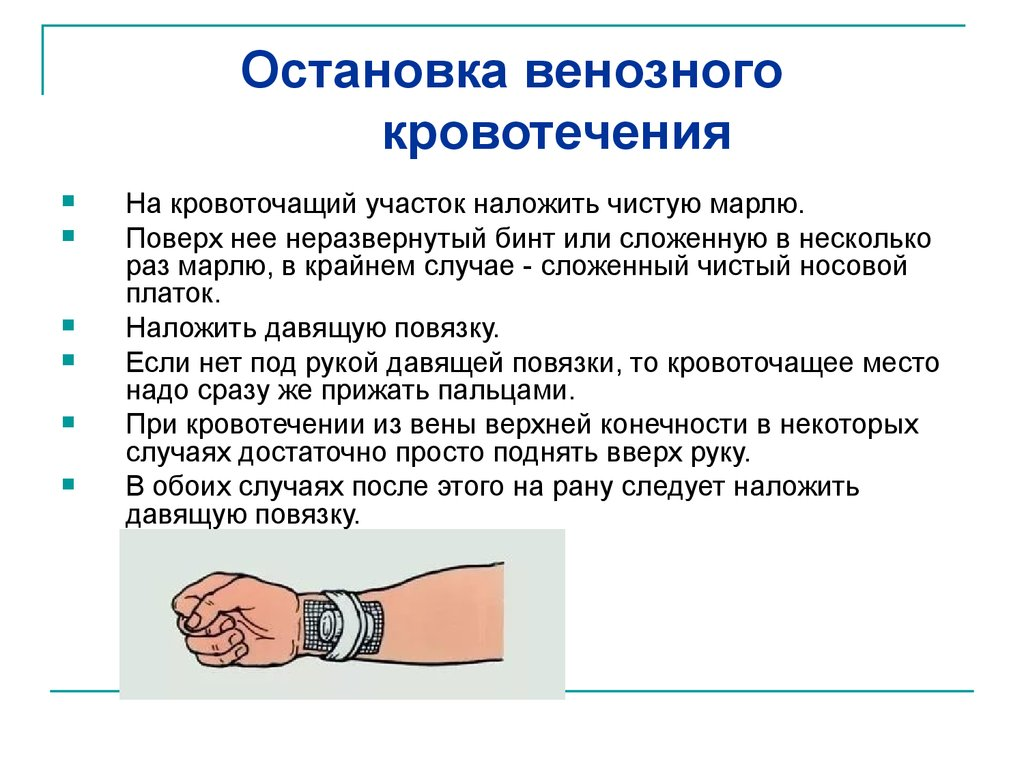 Остановка венозного
кровотечения
На кровоточащий участок наложить чистую марлю.
Поверх нее неразвернутый бинт или сложенную в несколько
раз марлю, в крайнем случае - сложенный чистый носовой
платок.
Наложить давящую повязку.
Если нет под рукой давящей повязки, то кровоточащее место
надо сразу же прижать пальцами.
При кровотечении из вены верхней конечности в некоторых
случаях достаточно просто поднять вверх руку.
В обоих случаях после этого на рану следует наложить
давящую повязку.